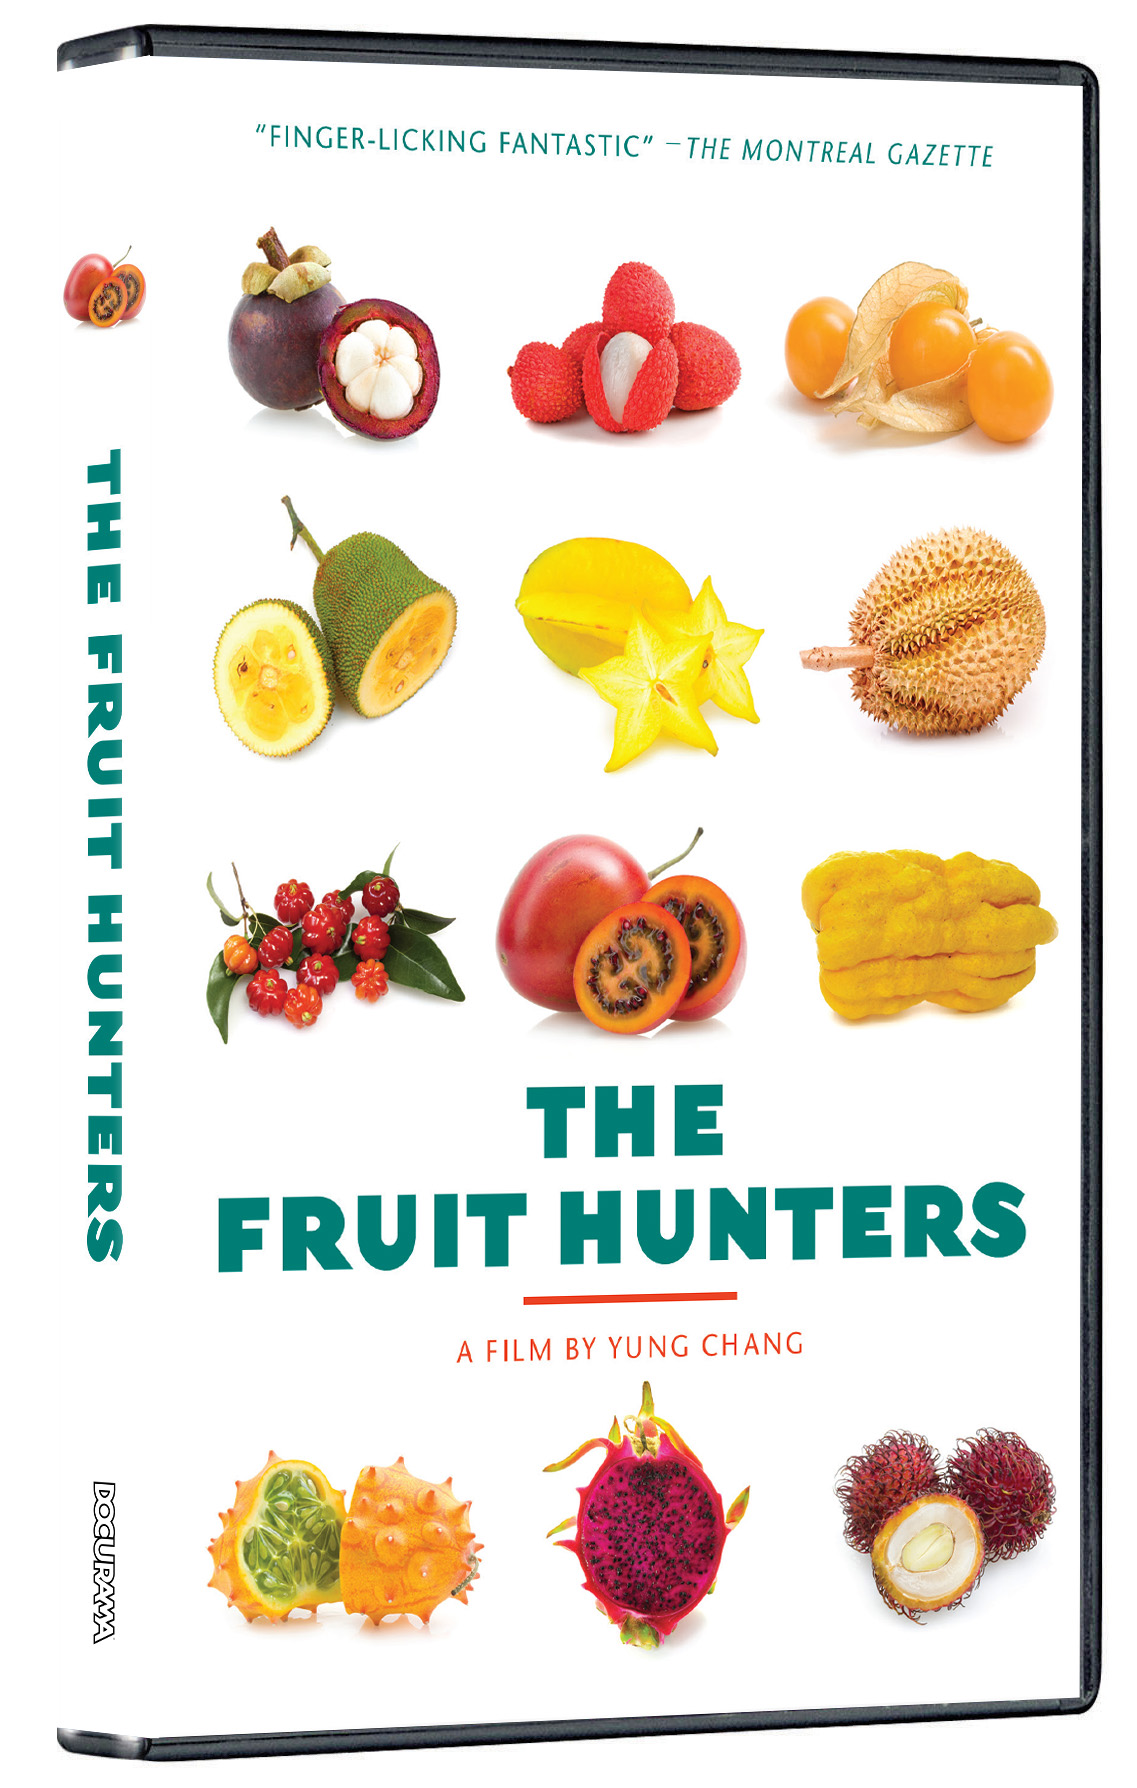 "FINGER-LICKING FANTASTIC" – THE MONTREAL GAZETTE
THE FRUIT HUNTERS
THE
FRUIT HUNTERS
A FILM BY YUNG CHANG
DOCURAMA